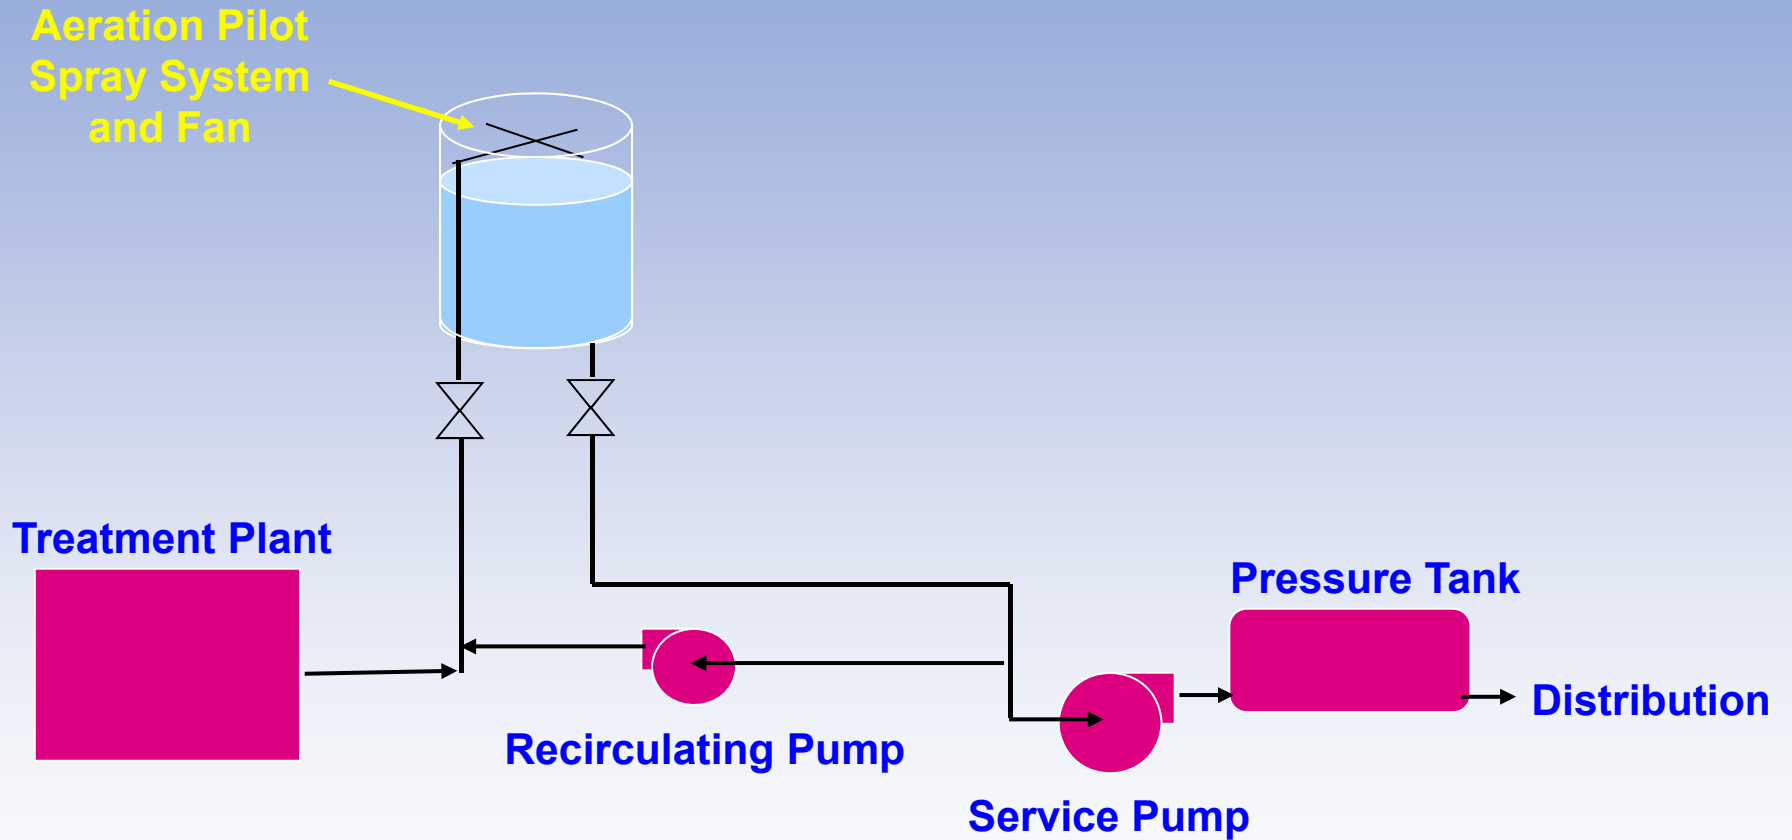 Aeration Pilot
Spray System
and Fan
Treatment Plant
Pressure Tank
Distribution
Recirculating Pump
Service Pump